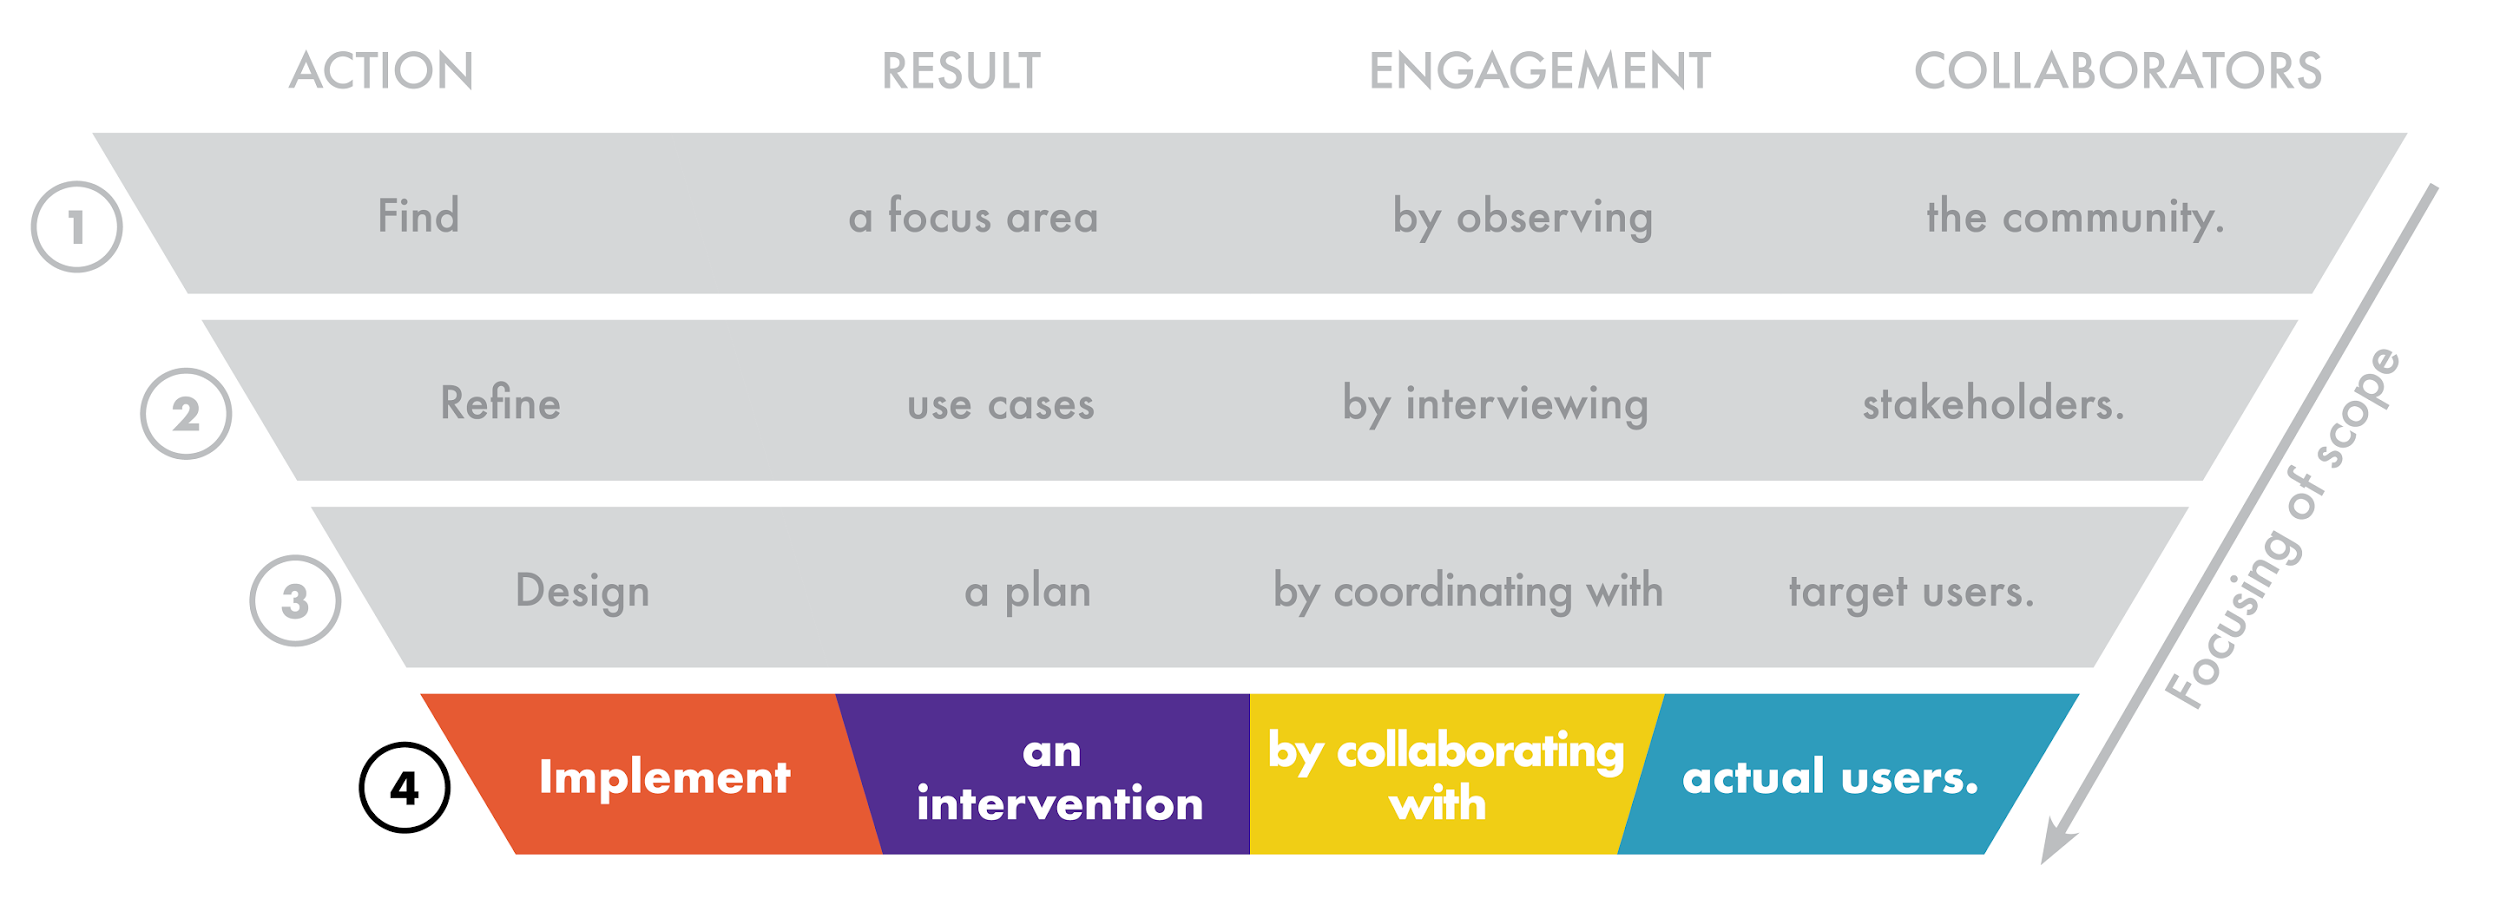 ACTION RESULT ENGAGEMENT COLLABORATORS
1 Find a focus area by observing the community.
2 Refine use cases by interviewing stakeholders.
3 Design a plan by coordinating with target users.
4 Implement an intervention by collaborating with actual users.
Focusing of scope